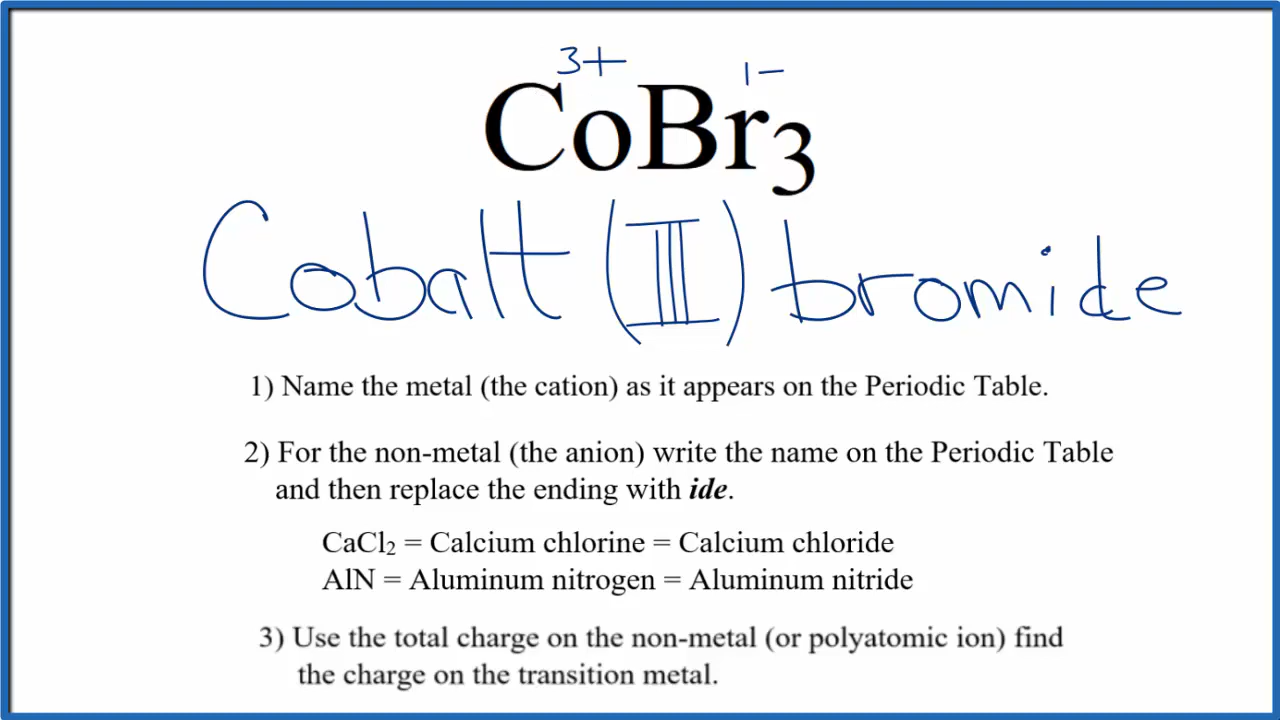 3+ 1-
CoBr3
Cobalt (III) bromide
1) Name the metal (the cation) as it appears on the Periodic Table.
2) For the non-metal (the anion) write the name on the Periodic Table
and then replace the ending with ide.
CaCl₂ = Calcium chlorine = Calcium chloride
AlN = Aluminum nitrogen = Aluminum nitride
3) Use the total charge on the non-metal (or polyatomic ion) find
the charge on the transition metal.